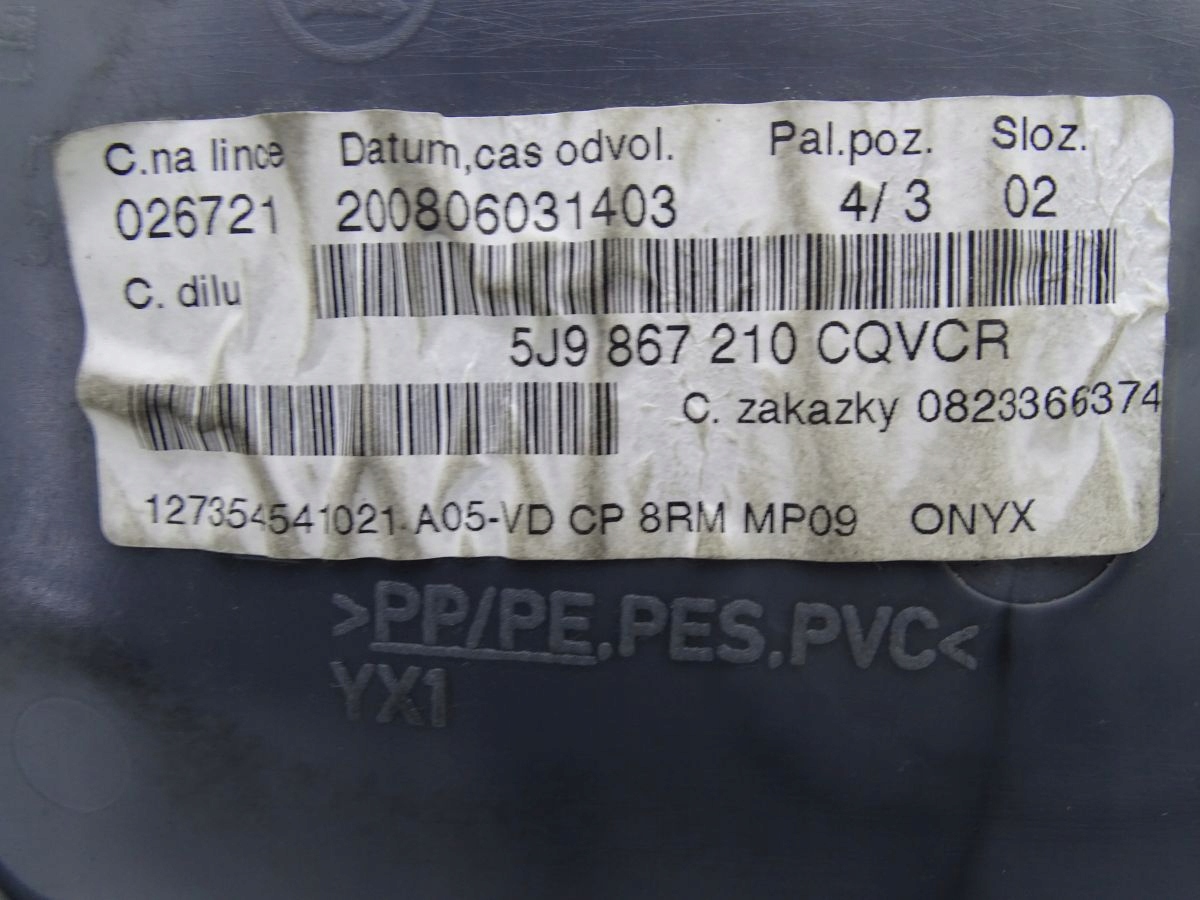 C.na lince Datum,cas odvol. Pal.poz. Sloz.
026721 200806031403 4/ 3 02
C. dilu
5J9 867 210 CQVCR
C. zakazky 0823366374
127354541021 A05-VD CP 8RM MP09 ONYX
>PP/PE.PES.PVC<
YX1